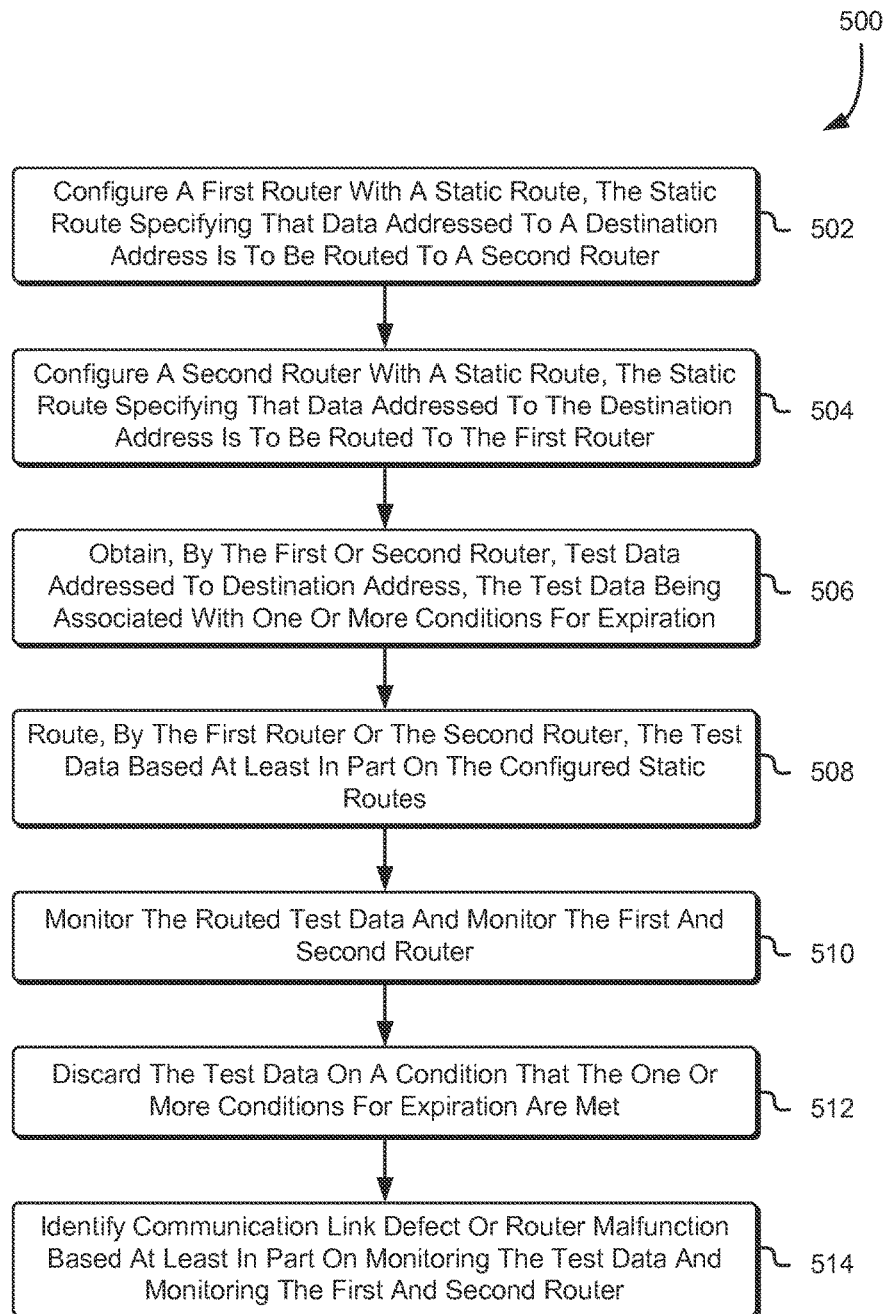 500
Configure A First Router With A Static Route, The Static
Route Specifying That Data Addressed To A Destination
Address Is To Be Routed To A Second Router
502
Configure A Second Router With A Static Route, The Static
Route Specifying That Data Addressed To The Destination
Address Is To Be Routed To The First Router
504
Obtain, By The First Or Second Router, Test Data
Addressed To Destination Address, The Test Data Being
Associated With One Or More Conditions For Expiration
506
Route, By The First Router Or The Second Router, The Test
Data Based At Least In Part On The Configured Static
Routes
508
Monitor The Routed Test Data And Monitor The First And
Second Router
510
Discard The Test Data On A Condition That The One Or
More Conditions For Expiration Are Met
512
Identify Communication Link Defect Or Router Malfunction
Based At Least In Part On Monitoring The Test Data And
Monitoring The First And Second Router
514